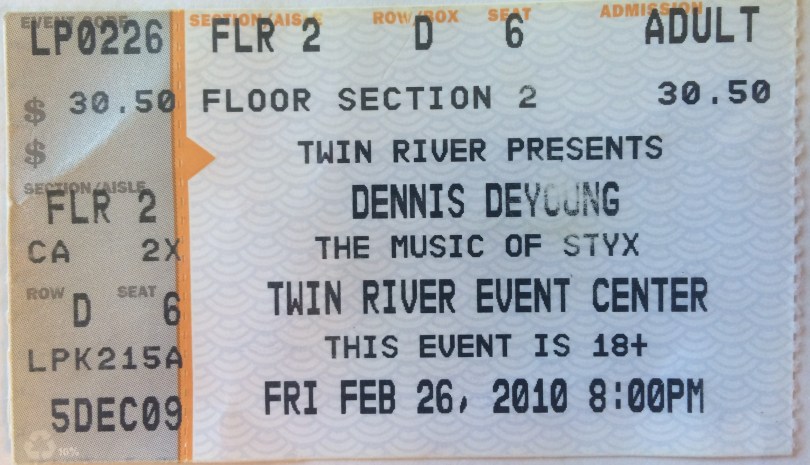 EVENT CODE SECTION/AISLE ROW/BOX SEAT ADMISSION
LP0226 FLR 2 D 6 ADULT
$ 30.50 FLOOR SECTION 2 30.50
$ TWIN RIVER PRESENTS
SECTION/AISLE
FLR 2 DENNIS DEYOUNG
CA 2X THE MUSIC OF STYX
ROW D SEAT 6 TWIN RIVER EVENT CENTER
LPK215A THIS EVENT IS 18+
5DEC09 FRI FEB 26, 2010 8:00PM
10%